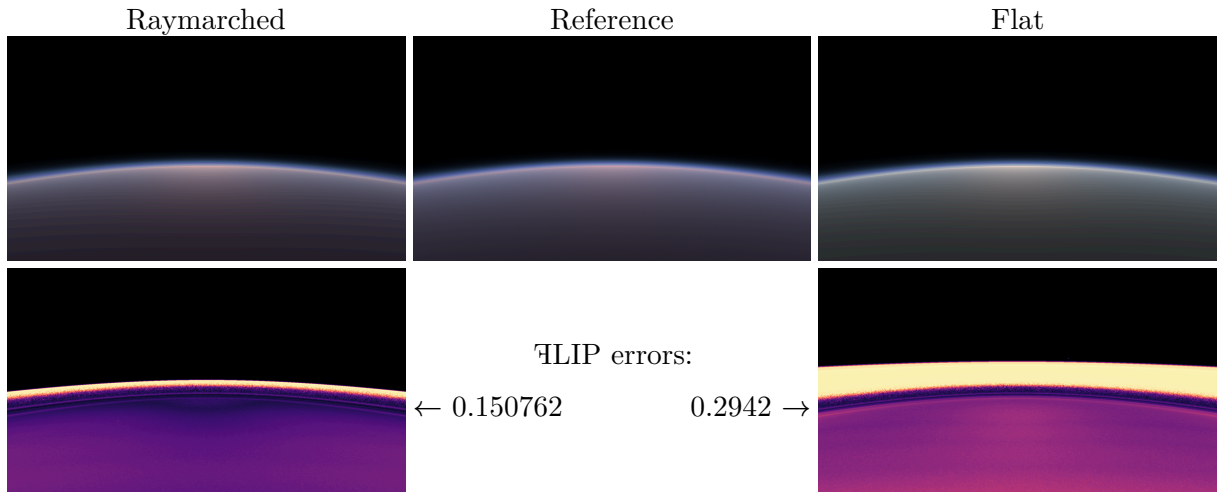 Raymarched
Reference
Flat
ꟻLIP errors:
← 0.150762
0.2942 →